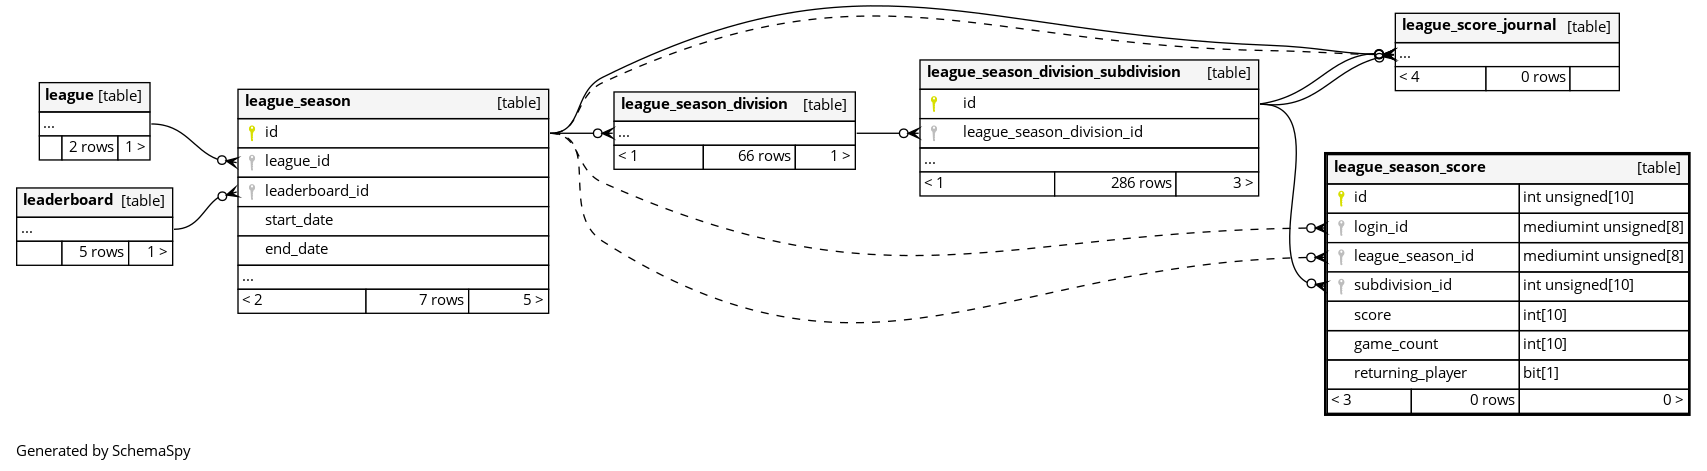 league [table]
...
2 rows 1 >
leaderboard [table]
...
5 rows 1 >
league_season [table]
id
league_id
leaderboard_id
start_date
end_date
...
< 2 7 rows 5 >
league_season_division [table]
...
< 1 66 rows 1 >
league_season_division_subdivision [table]
id
league_season_division_id
...
< 1 286 rows 3 >
league_score_journal [table]
...
< 4 0 rows
league_season_score [table]
id int unsigned[10]
login_id mediumint unsigned[8]
league_season_id mediumint unsigned[8]
subdivision_id int unsigned[10]
score int[10]
game_count int[10]
returning_player bit[1]
< 3 0 rows 0 >
Generated by SchemaSpy